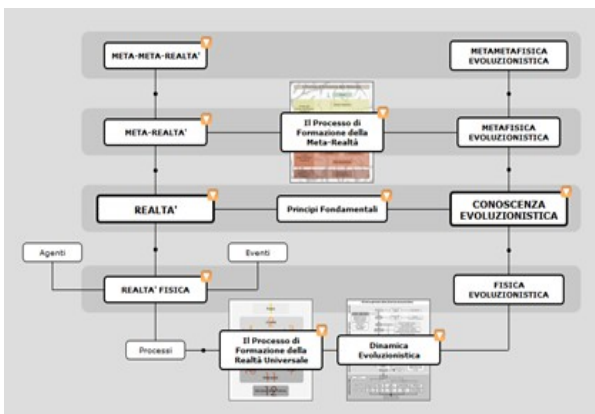 META-META-REALTA'
METAMETAFISICA
EVOLUZIONISTICA
META-REALTA'
Il Processo di
Formazione della
Meta-Realtà
METAFISICA
EVOLUZIONISTICA
REALTA'
Principi Fondamentali
CONOSCENZA
EVOLUZIONISTICA
Agenti
Eventi
REALTA' FISICA
FISICA
EVOLUZIONISTICA
Processi
Il Processo di
Formazione della
Realtà Universale
Dinamica
Evoluzionistica
12